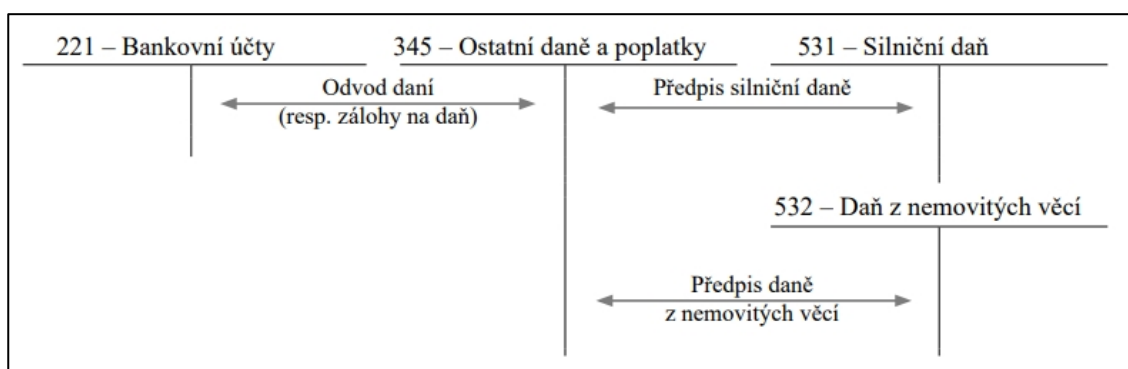 221 – Bankovní účty
345 – Ostatní daně a poplatky
531 – Silniční daň
Odvod daní
(resp. zálohy na daň)
Předpis silniční daně
532 – Daň z nemovitých věcí
Předpis daně
z nemovitých věcí